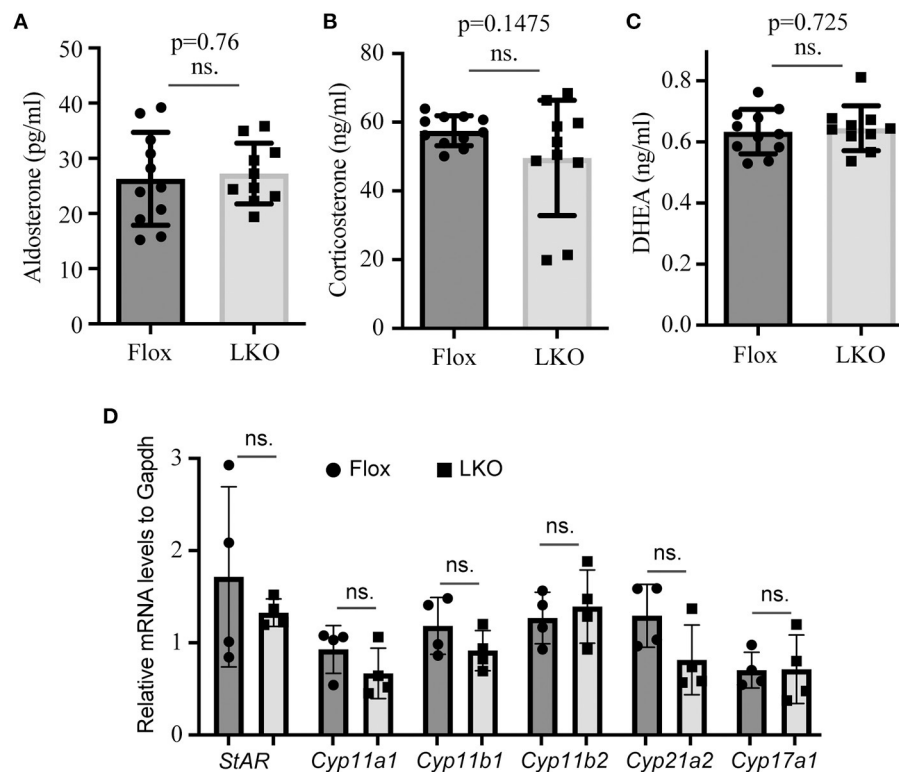 A
p=0.76
ns.
Aldosterone (pg/ml)
50
40
30
20
10
0
Flox LKO
B
p=0.1475
ns.
Corticosterone (ng/ml)
80
60
40
20
0
Flox LKO
C
p=0.725
ns.
DHEA (ng/ml)
0.8
0.6
0.4
0.2
0.0
Flox LKO
D
Relative mRNA levels to Gapdh
3
2
1
0
Flox LKO
ns. ns. ns. ns. ns. ns.
StAR Cyp11a1 Cyp11b1 Cyp11b2 Cyp21a2 Cyp17a1